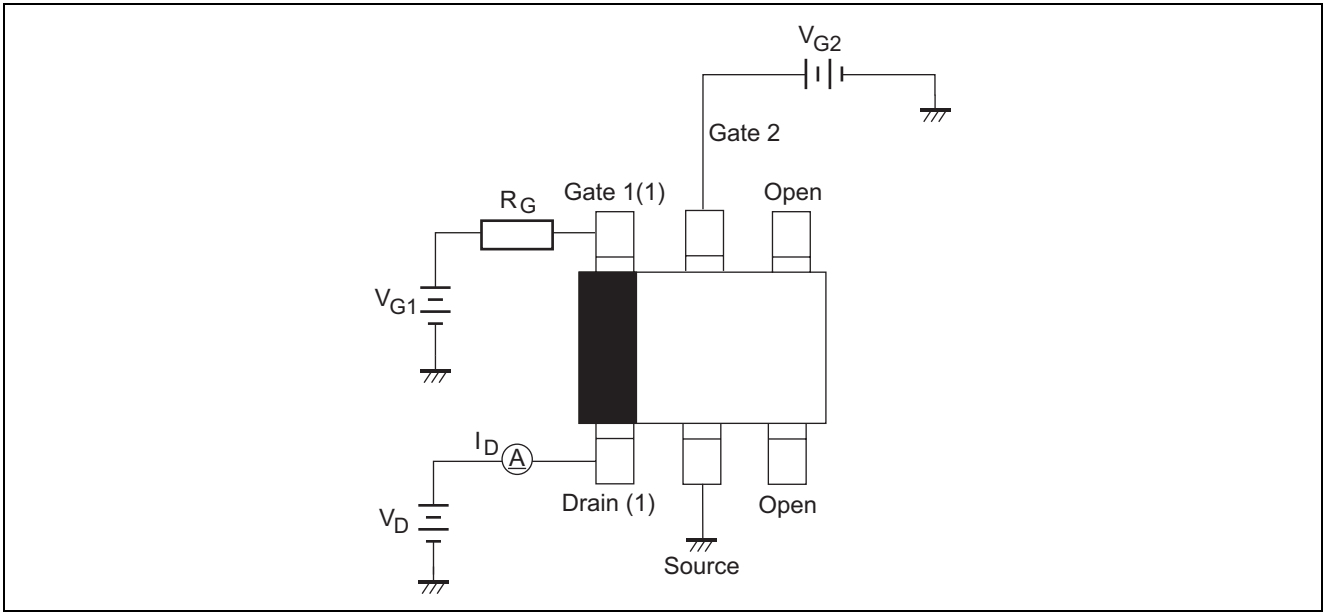 VG2
Gate 2
Gate 1(1)
Open
RG
VG1
ID
A
Drain (1)
Open
VD
Source